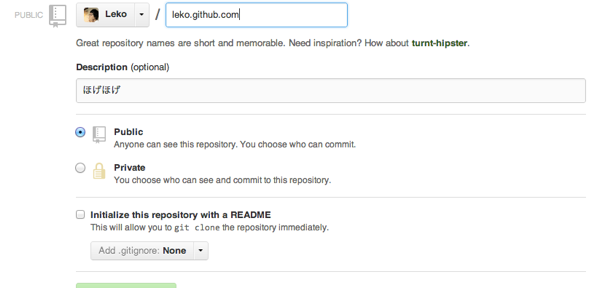 PUBLIC Leko / leko.github.com
Great repository names are short and memorable. Need inspiration? How about turnt-hipster.
Description (optional)
ほげほげ
Public
Anyone can see this repository. You choose who can commit.
Private
You choose who can see and commit to this repository.
Initialize this repository with a README
This will allow you to git clone the repository immediately.
Add .gitignore: None